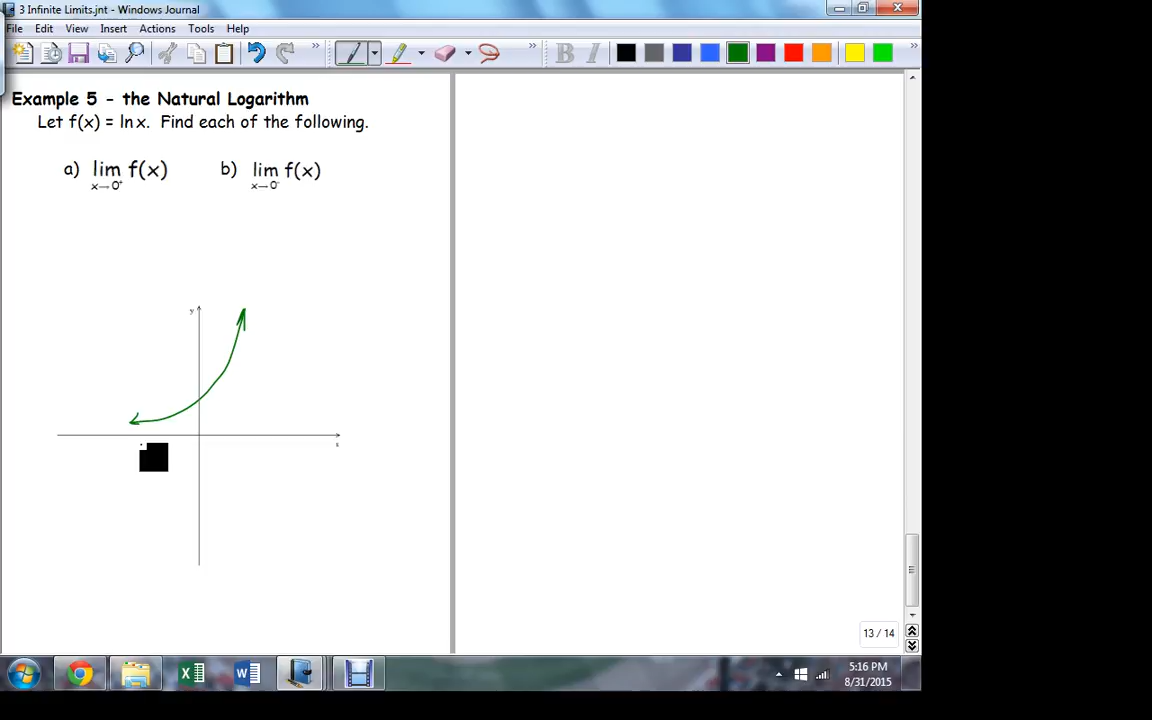 3 Infinite Limits.jnt - Windows Journal
File Edit View Insert Actions Tools Help
B I
Example 5 - the Natural Logarithm
Let f(x) = ln x. Find each of the following.
a) lim f(x) b) lim f(x)
x→0⁺ x→0⁻
y
x
13 / 14
5:16 PM
8/31/2015